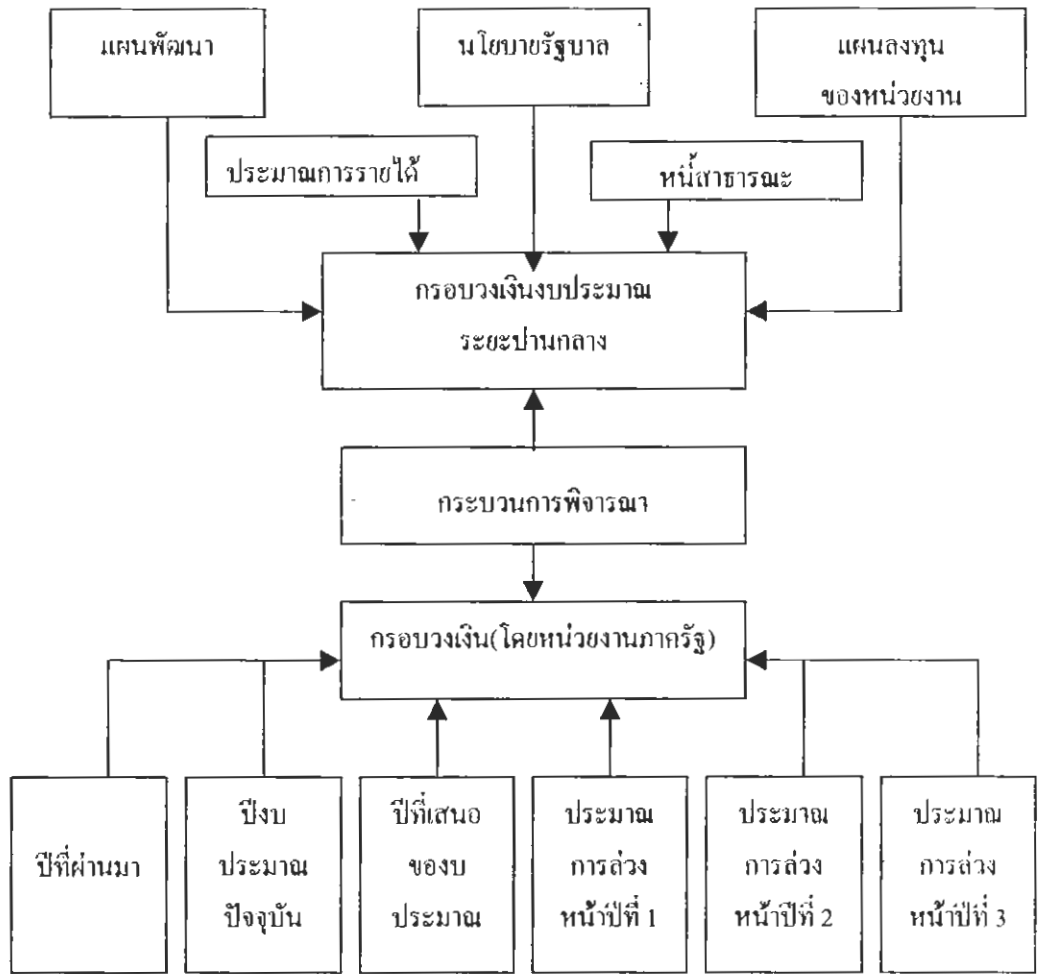 แผนพัฒนา
นโยบายรัฐบาล
แผนลงทุน
ของหน่วยงาน
ประมาณการรายได้
หนี้สาธารณะ
กรอบวงเงินงบประมาณ
ระยะปานกลาง
กระบวนการพิจารณา
กรอบวงเงิน(โดยหน่วยงานภาครัฐ)
ปีที่ผ่านมา
ปีงบ
ประมาณ
ปัจจุบัน
ปีที่เสนอ
ของบ
ประมาณ
ประมาณ
การล่วง
หน้าปีที่ 1
ประมาณ
การล่วง
หน้าปีที่ 2
ประมาณ
การล่วง
หน้าปีที่ 3